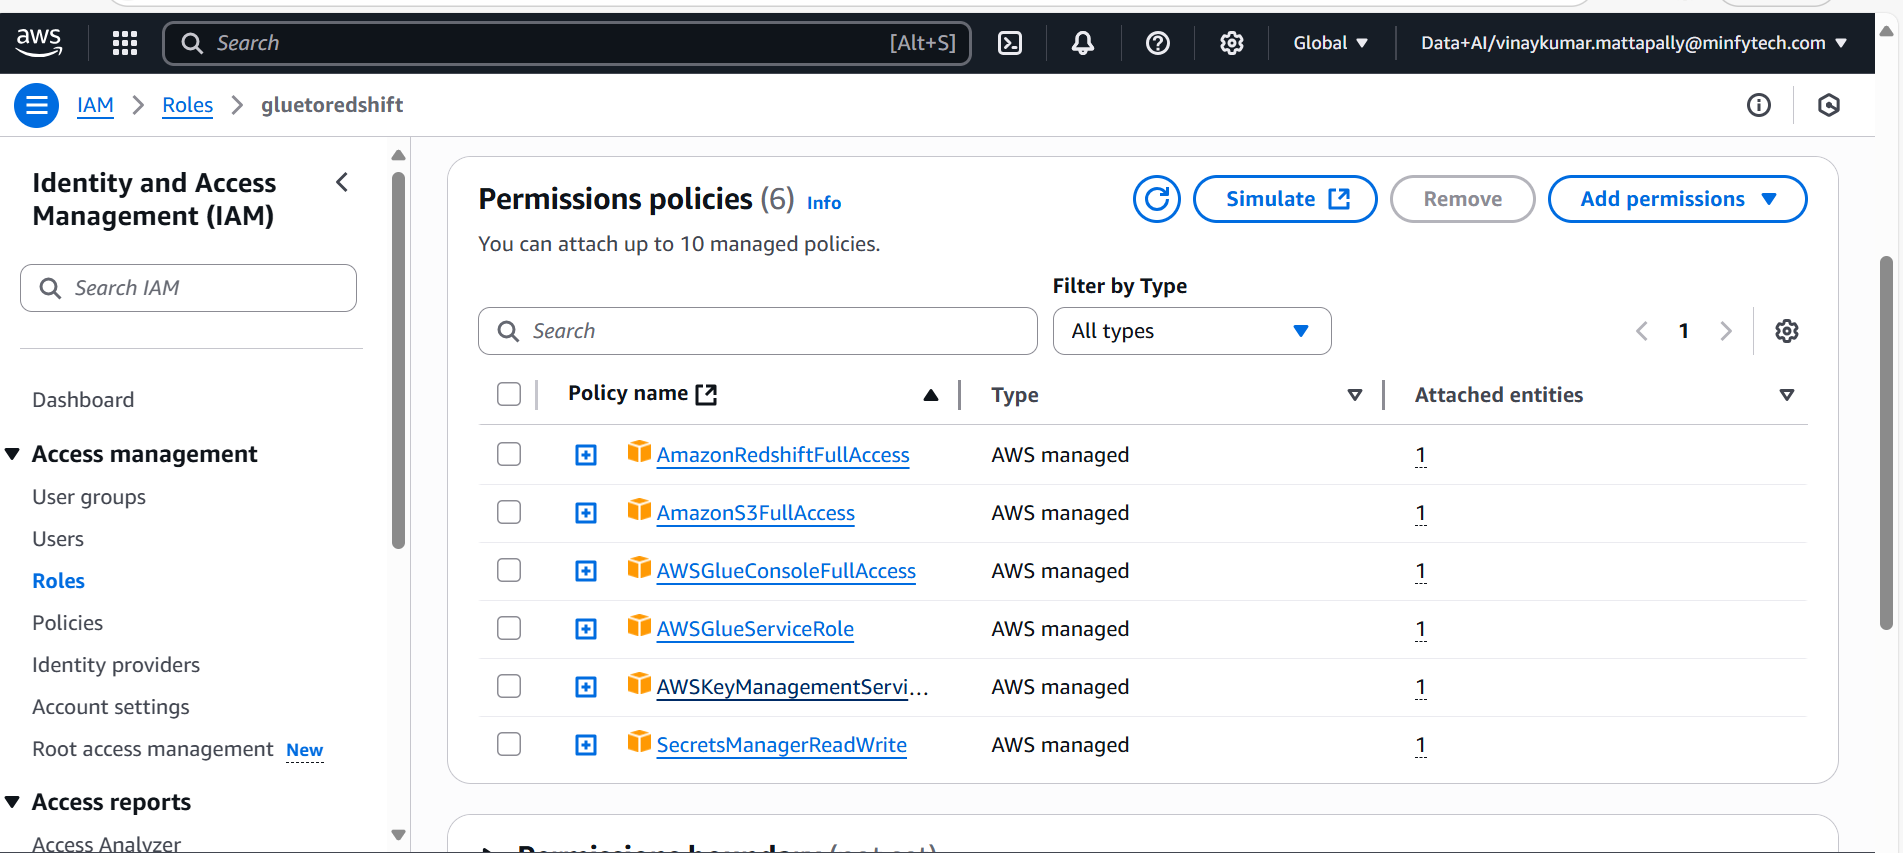 aws
Search [Alt+S]
Global
Data+AI/vinaykumar.mattapally@minfytech.com
IAM > Roles > gluetoredshift
Identity and Access
Management (IAM)
Search IAM
Dashboard
Access management
User groups
Users
Roles
Policies
Identity providers
Account settings
Root access management New
Access reports
Access Analyzer
Permissions policies (6) Info
Simulate
Remove
Add permissions
You can attach up to 10 managed policies.
Filter by Type
Search
All types
1
Policy name Type Attached entities
AmazonRedshiftFullAccess AWS managed 1
AmazonS3FullAccess AWS managed 1
AWSGlueConsoleFullAccess AWS managed 1
AWSGlueServiceRole AWS managed 1
AWSKeyManagementServi... AWS managed 1
SecretsManagerReadWrite AWS managed 1
Permissions boundary (not set)